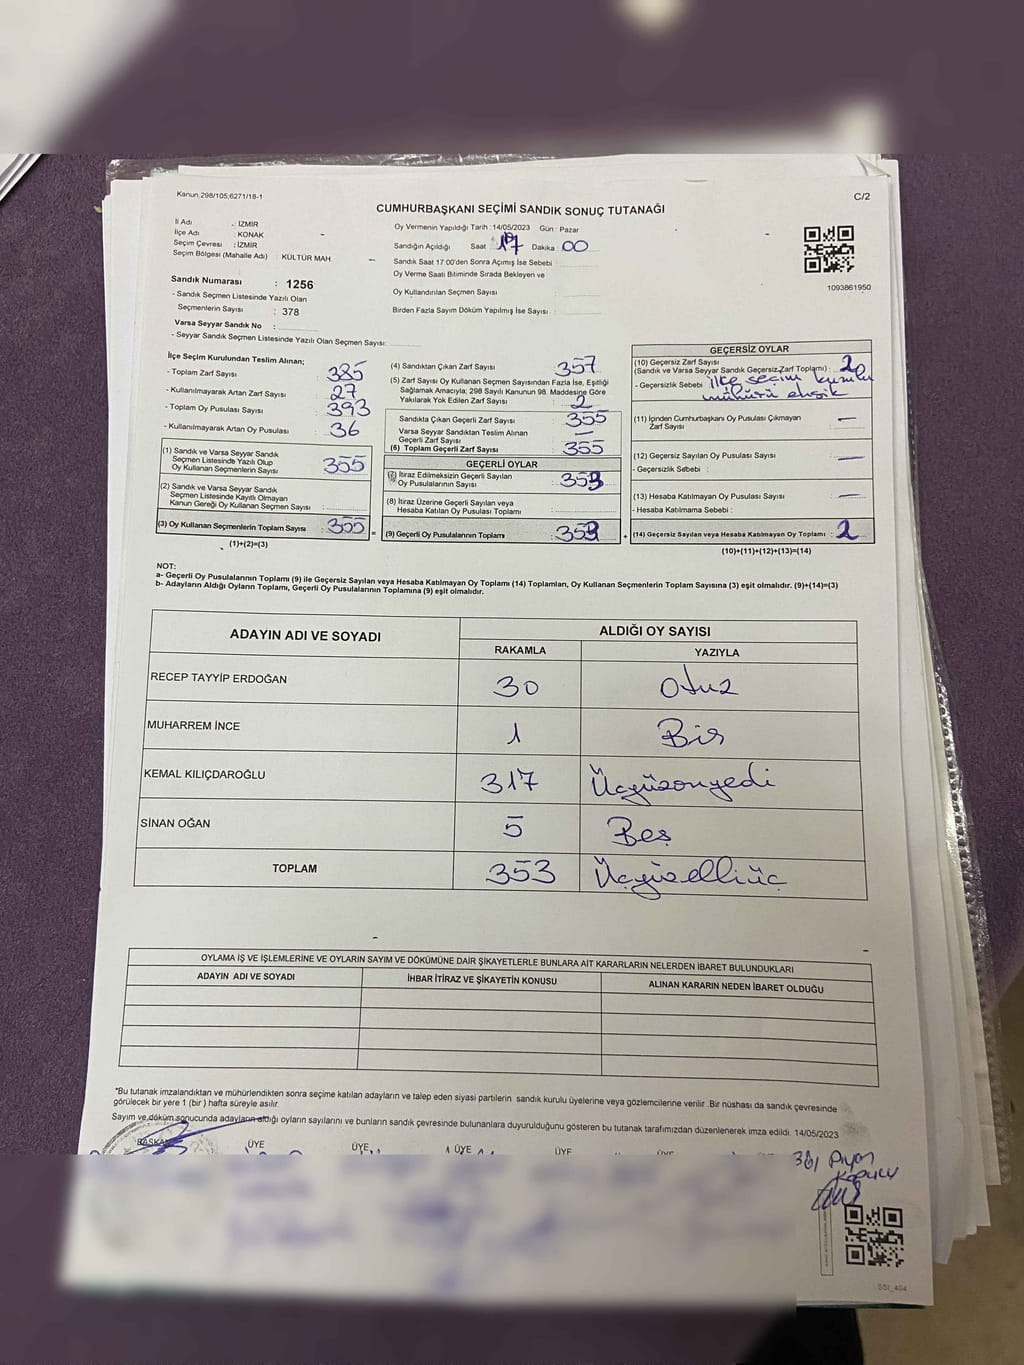 Kanun:298/105;6271/18-1
C/2
CUMHURBAŞKANI SEÇİMİ SANDIK SONUÇ TUTANAĞI
İl Adı : İZMİR
İlçe Adı : KONAK
Seçim Çevresi : İZMİR
Seçim Bölgesi (Mahalle Adı) : KÜLTÜR MAH.
Sandık Numarası : 1256
- Sandık Seçmen Listesinde Yazılı Olan
Seçmenlerin Sayısı : 378
Varsa Seyyar Sandık No :
- Seyyar Sandık Seçmen Listesinde Yazılı Olan Seçmen Sayısı:
Oy Vermenin Yapıldığı Tarih :14/05/2023 Gün : Pazar
Sandığın Açıldığı Saat 17 Dakika 00
Sandık Saat 17:00'den Sonra Açımış İse Sebebi :
Oy Verme Saati Bitiminde Sırada Bekleyen ve
Oy Kullandırılan Seçmen Sayısı :
Birden Fazla Sayım Döküm Yapılmış İse Sayısı :
1093861950
İlçe Seçim Kurulundan Teslim Alınan;
- Toplam Zarf Sayısı : 385
- Kullanılmayarak Artan Zarf Sayısı : 27
- Toplam Oy Pusulası Sayısı : 393
- Kullanılmayarak Artan Oy Pusulası : 36
(1) Sandık ve Varsa Seyyar Sandık
Seçmen Listesinde Yazılı Olup
Oy Kullanan Seçmenlerin Sayısı : 355
(2) Sandık ve Varsa Seyyar Sandık
Seçmen Listesinde Kayıtlı Olmayan
Kanun Gereği Oy Kullanan Seçmen Sayısı :
(3) Oy Kullanan Seçmenlerin Toplam Sayısı : 355 =
(1)+(2)=(3)
(4) Sandıktan Çıkan Zarf Sayısı : 357
(5) Zarf Sayısı Oy Kullanan Seçmen Sayısından Fazla İse, Eşitliği
Sağlamak Amacıyla, 298 Sayılı Kanunun 98. Maddesine Göre
Yakılarak Yok Edilen Zarf Sayısı : 2
Sandıkta Çıkan Geçerli Zarf Sayısı : 355
Varsa Seyyar Sandıktan Teslim Alınan
Geçerli Zarf Sayısı : —
(6) Toplam Geçerli Zarf Sayısı : 355
GEÇERLİ OYLAR
(7) İtiraz Edilmeksizin Geçerli Sayılan
Oy Pusulalarının Sayısı : 353
(8) İtiraz Üzerine Geçerli Sayılan veya
Hesaba Katılan Oy Pusulası Toplamı :
(9) Geçerli Oy Pusulalarının Toplamı : 353 +
GEÇERSİZ OYLAR
(10) Geçersiz Zarf Sayısı
(Sandık ve Varsa Seyyar Sandık Geçersiz Zarf Toplamı) : 2
- Geçersizlik Sebebi : ilçe seçim kurulu
mühürü eksik
(11) İçinden Cumhurbaşkanı Oy Pusulası Çıkmayan
Zarf Sayısı : —
(12) Geçersiz Sayılan Oy Pusulası Sayısı : —
- Geçersizlik Sebebi :
(13) Hesaba Katılmayan Oy Pusulası Sayısı : —
- Hesaba Katılmama Sebebi :
(14) Geçersiz Sayılan veya Hesaba Katılmayan Oy Toplamı : 2
(10)+(11)+(12)+(13)=(14)
NOT:
a- Geçerli Oy Pusulalarının Toplamı (9) ile Geçersiz Sayılan veya Hesaba Katılmayan Oy Toplamı (14) Toplamları, Oy Kullanan Seçmenlerin Toplam Sayısına (3) eşit olmalıdır. (9)+(14)=(3)
b- Adayların Aldığı Oyların Toplamı, Geçerli Oy Pusulalarının Toplamına (9) eşit olmalıdır.
ADAYIN ADI VE SOYADI ALDIĞI OY SAYISI
RAKAMLA YAZIYLA
RECEP TAYYİP ERDOĞAN 30 Otuz
MUHARREM İNCE 1 Bir
KEMAL KILIÇDAROĞLU 317 Üçyüzonyedi
SİNAN OĞAN 5 Beş
TOPLAM 353 Üçyüzelliüç
OYLAMA İŞ VE İŞLEMLERİNE VE OYLARIN SAYIM VE DÖKÜMÜNE DAİR ŞİKAYETLERLE BUNLARA AİT KARARLARIN NELERDEN İBARET BULUNDUKLARI
ADAYIN ADI VE SOYADI İHBAR İTİRAZ VE ŞİKAYETİN KONUSU ALINAN KARARIN NEDEN İBARET OLDUĞU
*Bu tutanak imzalandıktan ve mühürlendikten sonra seçime katılan adayların ve talep eden siyasi partilerin sandık kurulu üyelerine veya gözlemcilerine verilir .Bir nüshası da sandık çevresinde
görülecek bir yere 1 (bir ) hafta süreyle asılır.
Sayım ve döküm sonucunda adayların aldığı oyların sayılarını ve bunların sandık çevresinde bulunanlara duyurulduğunu gösteren bu tutanak tarafımızdan düzenlenerek imza edildi. 14/05/2023
BAŞKAN ÜYE ÜYE ÜYE ÜYE ÜYE ÜYE